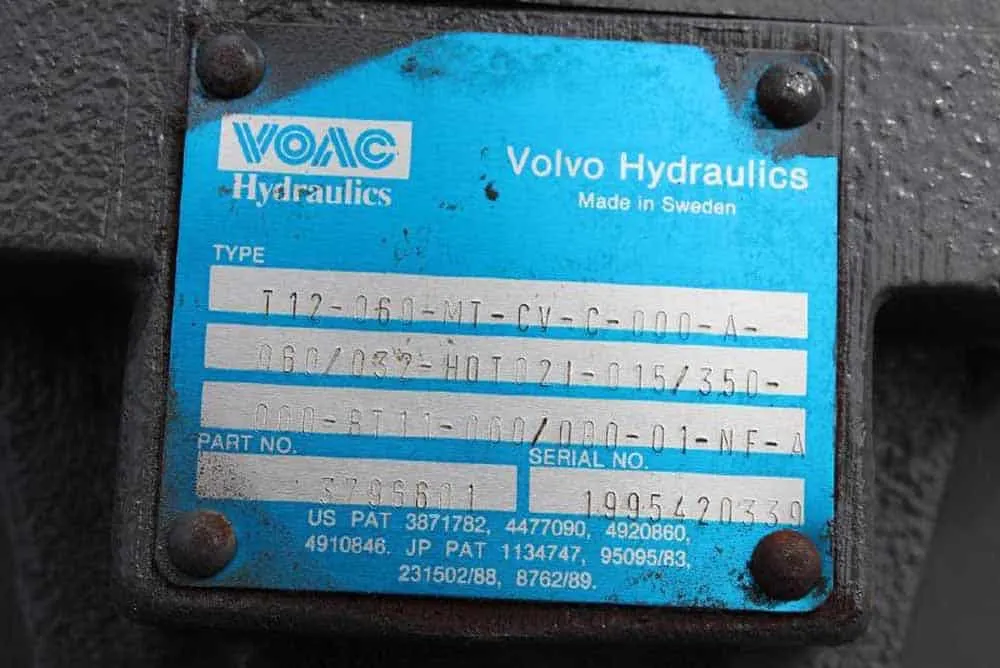 VOAC
Hydraulics
Volvo Hydraulics
Made in Sweden
TYPE
T12-060-MT-CV-C-000-A-
060/032-HOT021-015/350-
000-BT11-000/000-01-NF-A
PART NO.
3796601
SERIAL NO.
1995420339
US PAT 3871782, 4477090, 4920860,
4910846. JP PAT 1134747, 95095/83,
231502/88, 8762/89.